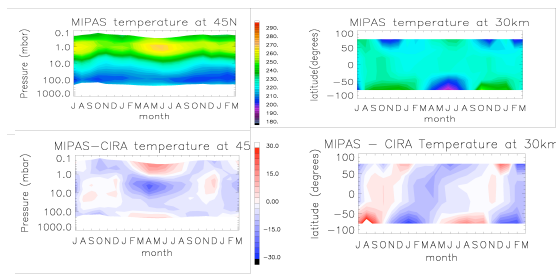 MIPAS temperature at 45N
0.1
1.0
10.0
100.0
1000.0
Pressure (mbar)
J A S O N D J F M A M J J A S O N D J F M
month
290.
280.
270.
260.
250.
240.
230.
220.
210.
200.
190.
180.
MIPAS temperature at 30km
100
50
0
-50
-100
latitude(degrees)
J A S O N D J F M A M J J A S O N D J F M
month
MIPAS-CIRA temperature at 45
0.1
1.0
10.0
100.0
1000.0
Pressure (mbar)
J A S O N D J F M A M J J A S O N D J F M
month
30.0
15.0
0.00
-15.0
-30.0
MIPAS - CIRA Temperature at 30km
100
50
0
-50
-100
latitude (degrees)
J A S O N D J F M A M J J A S O N D J F M
month